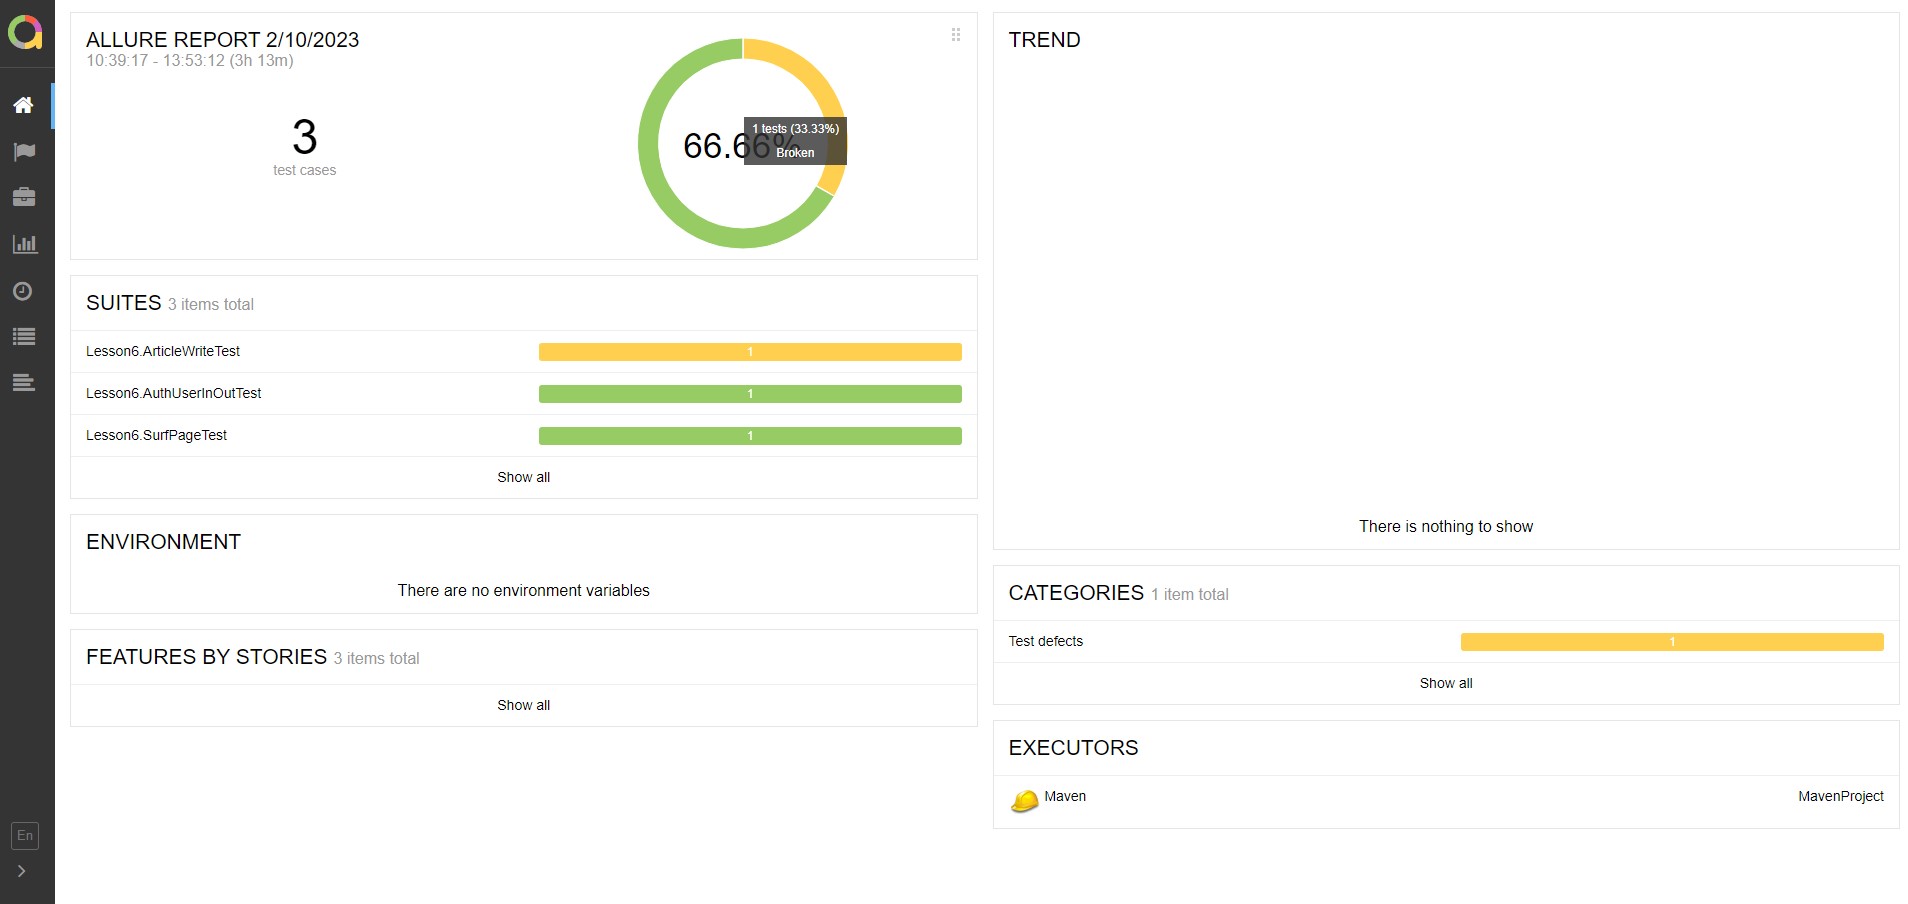 ALLURE REPORT 2/10/2023
10:39:17 - 13:53:12 (3h 13m)
3
test cases
66.66%
1 tests (33.33%)
Broken
SUITES 3 items total
Lesson6.ArticleWriteTest 1
Lesson6.AuthUserInOutTest 1
Lesson6.SurfPageTest 1
Show all
ENVIRONMENT
There are no environment variables
FEATURES BY STORIES 3 items total
Show all
TREND
There is nothing to show
CATEGORIES 1 item total
Test defects 1
Show all
EXECUTORS
Maven MavenProject
En